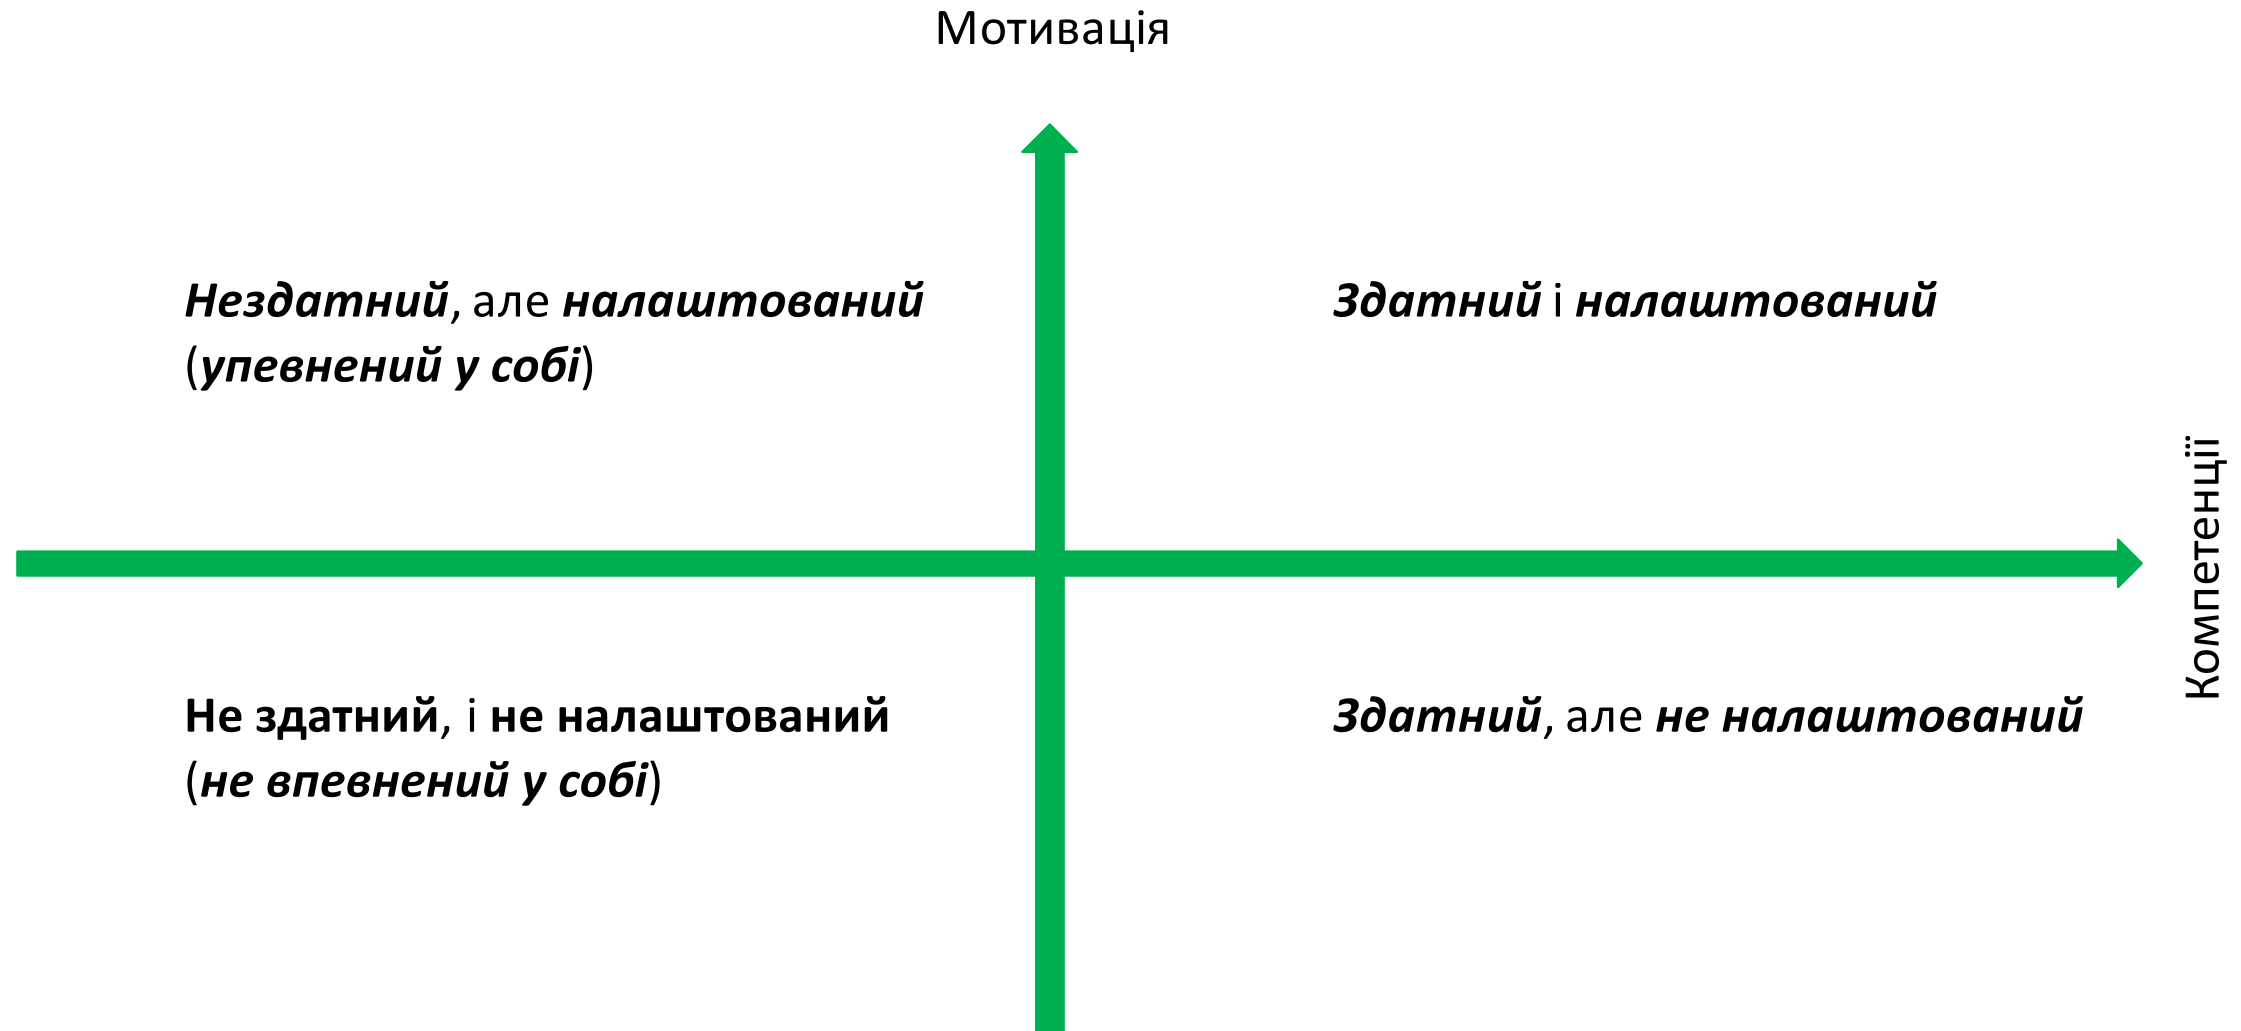 Мотивація
Нездатний, але налаштований
(упевнений у собі)
Здатний і налаштований
Компетенції
Не здатний, і не налаштований
(не впевнений у собі)
Здатний, але не налаштований